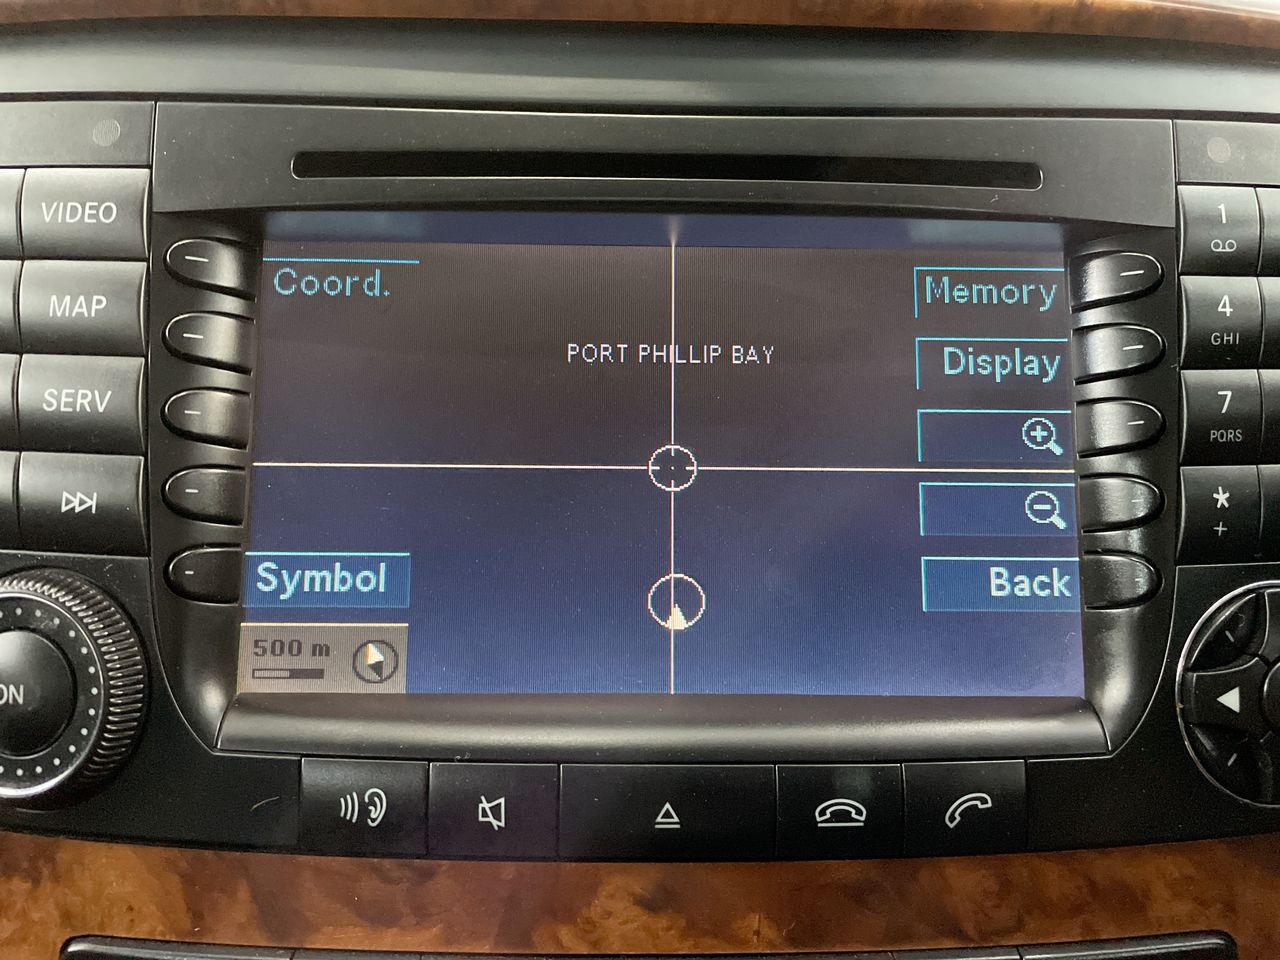 VIDEO
MAP
SERV
ON
Coord.
PORT PHILLIP BAY
Symbol
500 m
Memory
Display
Back
1
4
GHI
7
PQRS
*
+